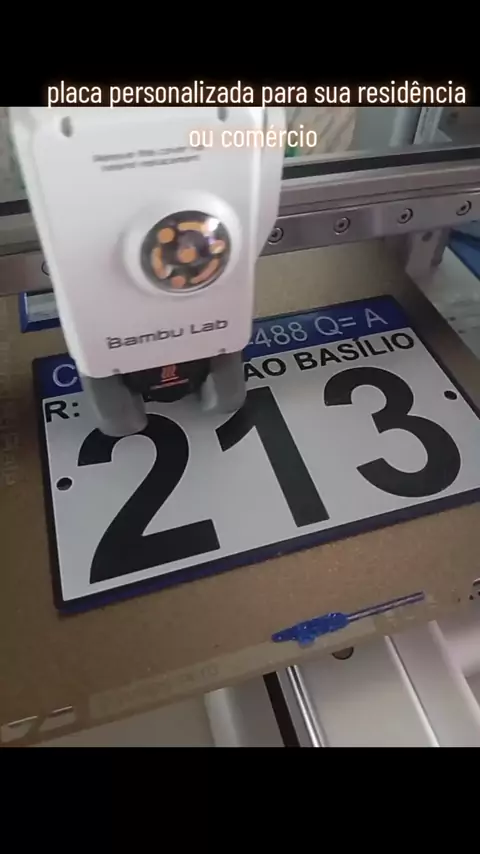 placa personalizada para sua residência
ou comércio
Bambu Lab
C 488 Q= A
R: AO BASÍLIO
213